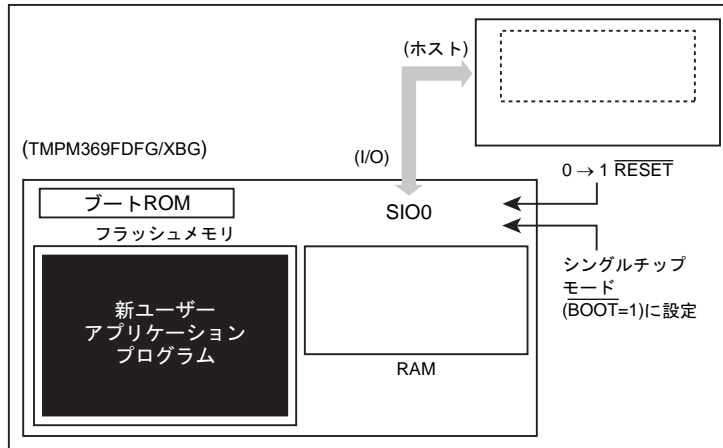 (ホスト)
(TMPM369FDFG/XBG)
(I/O)
0 → 1 RESET
ブートROM
SIO0
フラッシュメモリ
シングルチップ
モード
(BOOT=1)に設定
新ユーザー
アプリケーション
プログラム
RAM